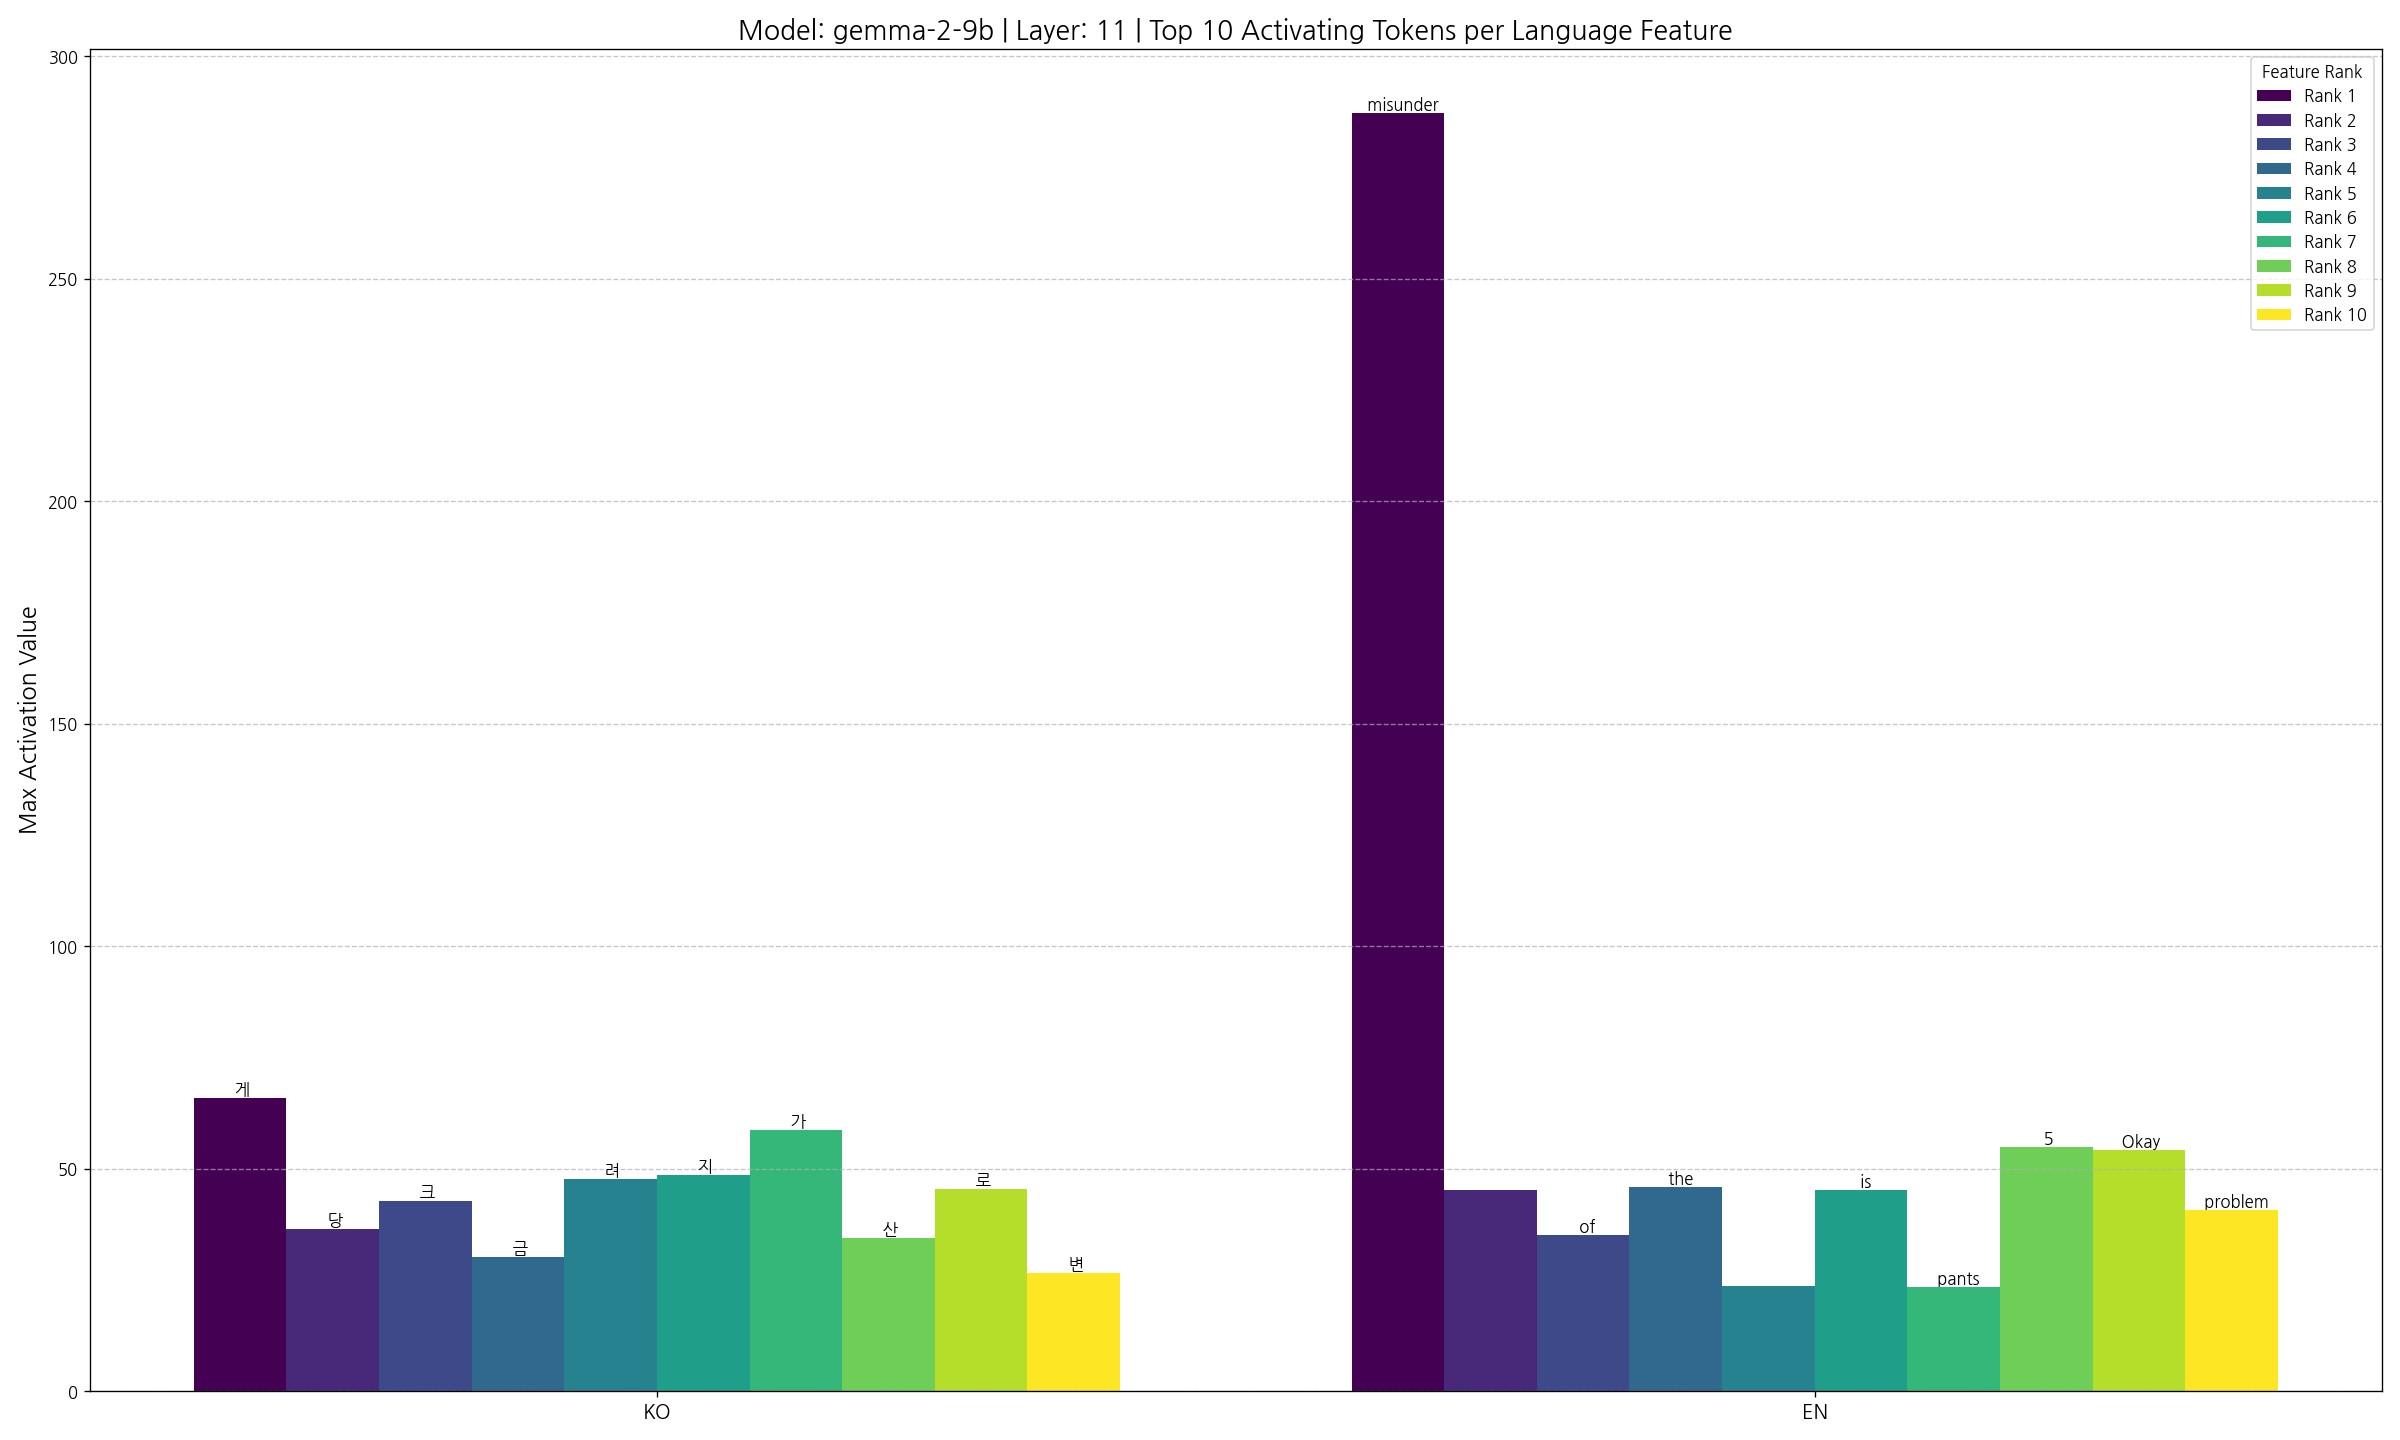 Model: gemma-2-9b | Layer: 11 | Top 10 Activating Tokens per Language Feature
Max Activation Value
300
250
200
150
100
50
0
게
당
크
금
려
지
가
산
로
변
misunder
of
the
is
pants
5
Okay
problem
KO
EN
Feature Rank
Rank 1
Rank 2
Rank 3
Rank 4
Rank 5
Rank 6
Rank 7
Rank 8
Rank 9
Rank 10